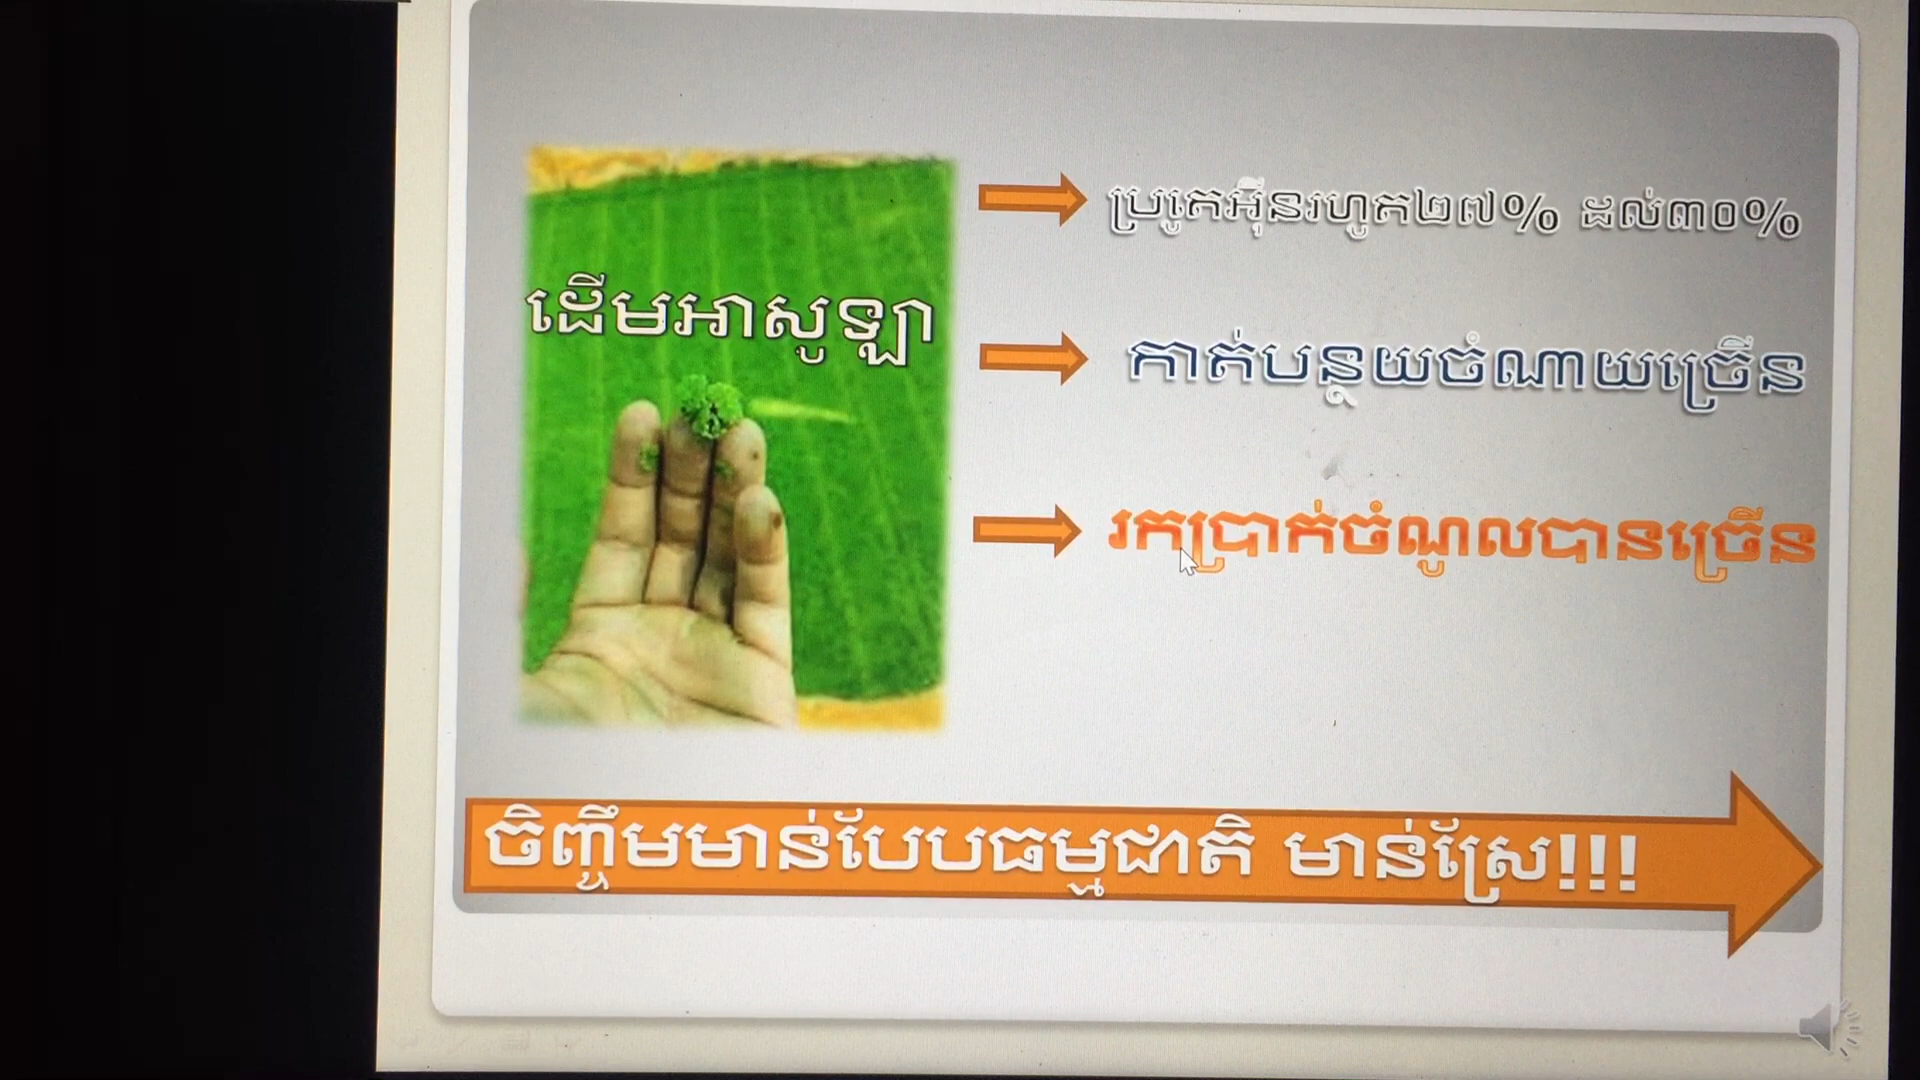 ដើមអាសូឡា
ប្រូតេអ៊ីនរហូត២៧% ដល់៣០%
កាត់បន្ថយចំណាយច្រើន
រកប្រាក់ចំណូលបានច្រើន
ចិញ្ចឹមមាន់បែបធម្មជាតិ មាន់ស្រែ!!!